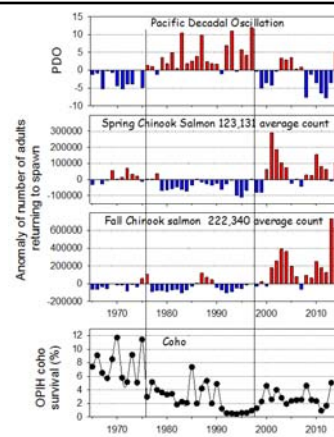 Pacific Decadal Oscillation
PDO
15
10
5
0
-5
-10
-15
1970 1980 1990 2000 2010
Spring Chinook Salmon 123,131 average count
Anomaly of number of adults
returning to spawn
300000
200000
100000
0
-100000
Fall Chinook salmon 222,340 average count
600000
400000
200000
0
-200000
Coho
OPIH coho
survival (%)
12
10
8
6
4
2
0
1970 1980 1990 2000 2010